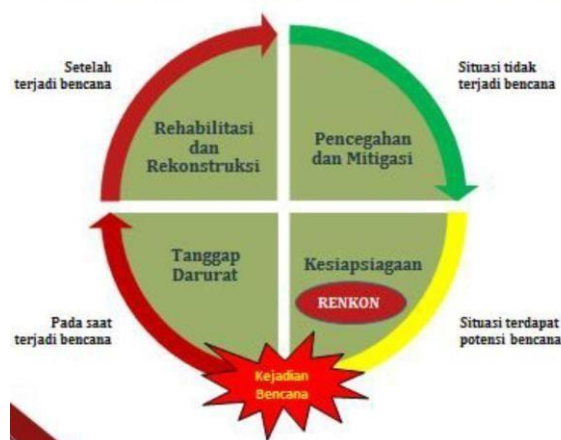 Setelah
terjadi bencana
Situasi tidak
terjadi bencana
Rehabilitasi
dan
Rekonstruksi
Pencegahan
dan Mitigasi
Tanggap
Darurat
Kesiapsiagaan
RENKON
Pada saat
terjadi bencana
Situasi terdapat
potensi bencana
Kejadian
Bencana